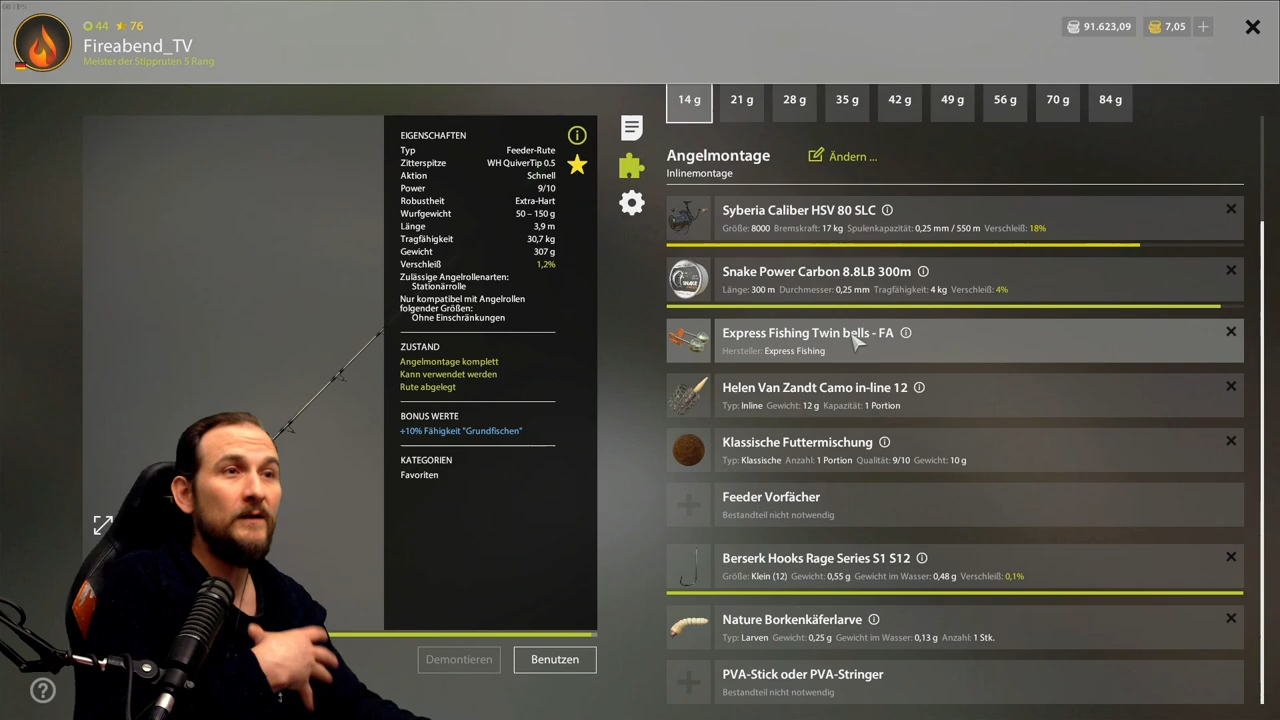 44 76
Fireabend_TV
Meister der Stippruten 5 Rang
91.623,09 7,05 +
EIGENSCHAFTEN
Typ Feeder-Rute
Zitterspitze WH QuiverTip 0.5
Aktion Schnell
Power 9/10
Robustheit Extra-Hart
Wurfgewicht 50 – 150 g
Länge 3,9 m
Tragfähigkeit 30,7 kg
Gewicht 307 g
Verschleiß 1,2%
Zulässige Angelrollenarten:
Stationärrolle
Nur kompatibel mit Angelrollen
folgender Größen:
Ohne Einschränkungen
ZUSTAND
Angelmontage komplett
Kann verwendet werden
Rute abgelegt
BONUS WERTE
+10% Fähigkeit "Grundfischen"
KATEGORIEN
Favoriten
Demontieren Benutzen
14 g 21 g 28 g 35 g 42 g 49 g 56 g 70 g 84 g
Angelmontage Ändern ...
Inlinemontage
Syberia Caliber HSV 80 SLC
Größe: 8000 Bremskraft: 17 kg Spulenkapazität: 0,25 mm / 550 m Verschleiß: 18%
Snake Power Carbon 8.8LB 300m
Länge: 300 m Durchmesser: 0,25 mm Tragfähigkeit: 4 kg Verschleiß: 4%
Express Fishing Twin bells - FA
Hersteller: Express Fishing
Helen Van Zandt Camo in-line 12
Typ: Inline Gewicht: 12 g Kapazität: 1 Portion
Klassische Futtermischung
Typ: Klassische Anzahl: 1 Portion Qualität: 9/10 Gewicht: 10 g
Feeder Vorfächer
Bestandteil nicht notwendig
Berserk Hooks Rage Series S1 S12
Größe: Klein (12) Gewicht: 0,55 g Gewicht im Wasser: 0,48 g Verschleiß: 0,1%
Nature Borkenkäferlarve
Typ: Larven Gewicht: 0,25 g Gewicht im Wasser: 0,13 g Anzahl: 1 Stk.
PVA-Stick oder PVA-Stringer
Bestandteil nicht notwendig